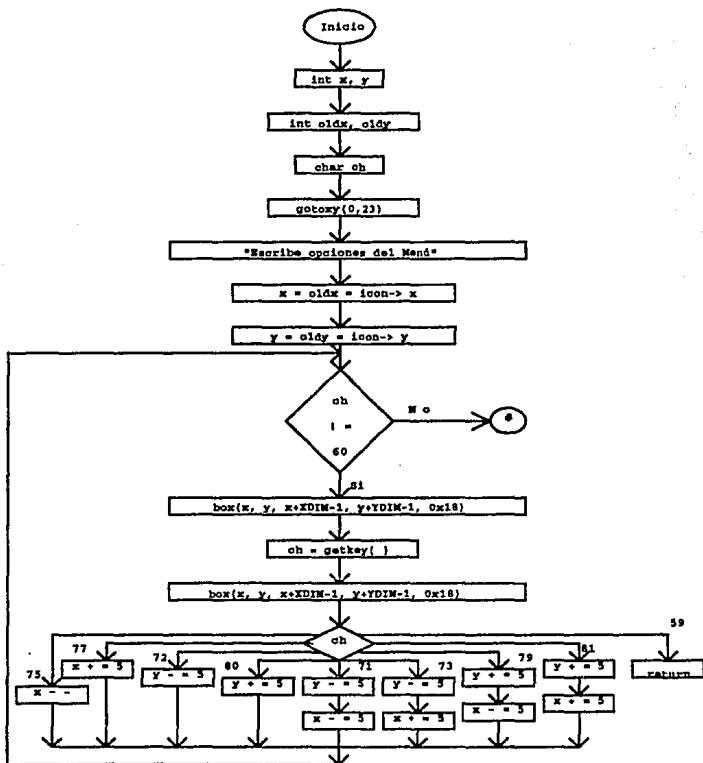 Inicio
int x, y
int oldx, oldy
char ch
gotoxy(0,23)
"Escribe opciones del Menú"
x = oldx = icon-> x
y = oldy = icon-> y
ch
! =
60
No
Si
box(x, y, x+XDIM-1, y+YDIM-1, 0x18)
ch = getkey( )
box(x, y, x+XDIM-1, y+YDIM-1, 0x18)
ch
59
77
72
80
71
73
79
81
75
x + = 5
y - = 5
y + = 5
y - = 5
y - = 5
y + = 5
y + = 5
return
x - -
x - = 5
x + = 5
x - = 5
x + = 5